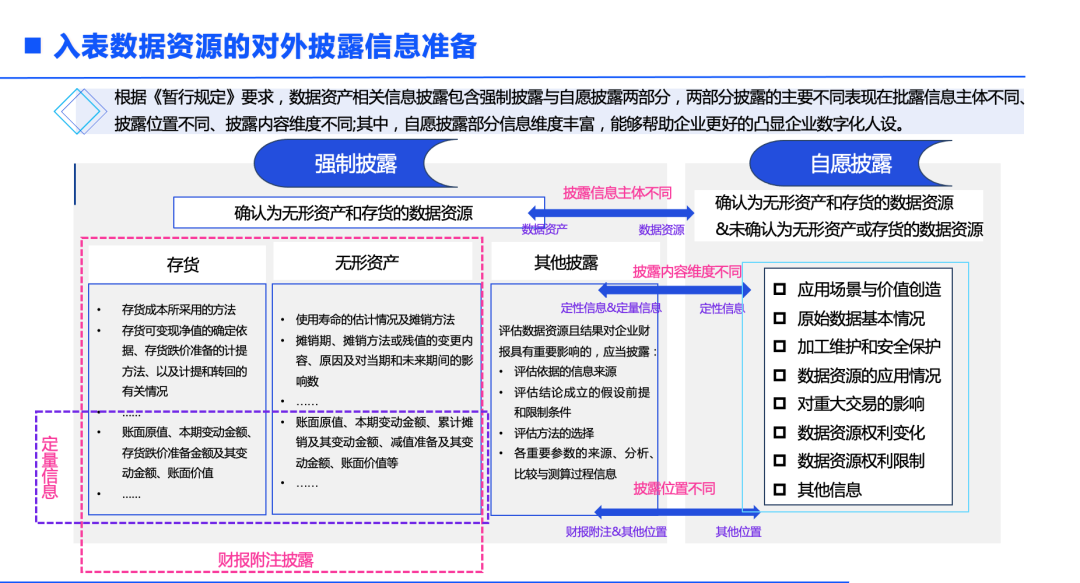 入表数据资源的对外披露信息准备
根据《暂行规定》要求，数据资产相关信息披露包含强制披露与自愿披露两部分，两部分披露的主要不同表现在批露信息主体不同、
披露位置不同、披露内容维度不同;其中，自愿披露部分信息维度丰富，能够帮助企业更好的凸显企业数字化人设。
强制披露
自愿披露
确认为无形资产和存货的数据资源
披露信息主体不同
数据资产
数据资源
确认为无形资产和存货的数据资源
&未确认为无形资产或存货的数据资源
存货
• 存货成本所采用的方法
• 存货可变现净值的确定依
据、存货跌价准备的计提
方法、以及计提和转回的
有关情况
• ......
• 账面原值、本期变动金额、
存货跌价准备金额及其变
动金额、账面价值
• ......
无形资产
• 使用寿命的估计情况及摊销方法
• 摊销期、摊销方法或残值的变更内
容、原因及对当期和未来期间的影
响数
• ......
• 账面原值、本期变动金额、累计摊
销及其变动金额、减值准备及其变
动金额、账面价值等
• ......
其他披露
披露内容维度不同
定性信息&定量信息
定性信息
评估数据资源且结果对企业财
报具有重要影响的，应当披露：
• 评估依据的信息来源
• 评估结论成立的假设前提
和限制条件
• 评估方法的选择
• 各重要参数的来源、分析、
比较与测算过程信息
披露位置不同
财报附注&其他位置
其他位置
应用场景与价值创造
原始数据基本情况
加工维护和安全保护
数据资源的应用情况
对重大交易的影响
数据资源权利变化
数据资源权利限制
其他信息
定量信息
财报附注披露